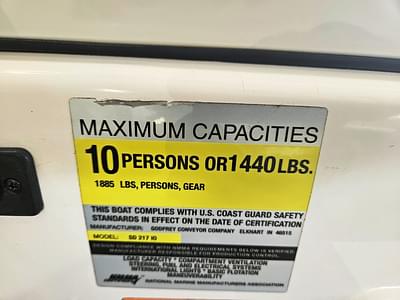 MAXIMUM CAPACITIES
10 PERSONS OR 1440 LBS.
1885 LBS, PERSONS, GEAR
THIS BOAT COMPLIES WITH U.S. COAST GUARD SAFETY
STANDARDS IN EFFECT ON THE DATE OF CERTIFICATION
MANUFACTURER: GODFREY CONVEYOR COMPANY ELKHART IN 46515
MODEL: SD 217 IO
DESIGN COMPLIANCE WITH NMMA REQUIREMENTS BELOW IS VERIFIED
MANUFACTURER RESPONSIBLE FOR PRODUCTION CONTROL
LOAD CAPACITY * COMPARTMENT VENTILATION
STEERING, FUEL AND ELECTRICAL SYSTEMS
INTERNATIONAL LIGHTS * BASIC FLOTATION
MANEUVERABILITY
NMMA
NATIONAL MARINE MANUFACTURERS ASSOCIATION